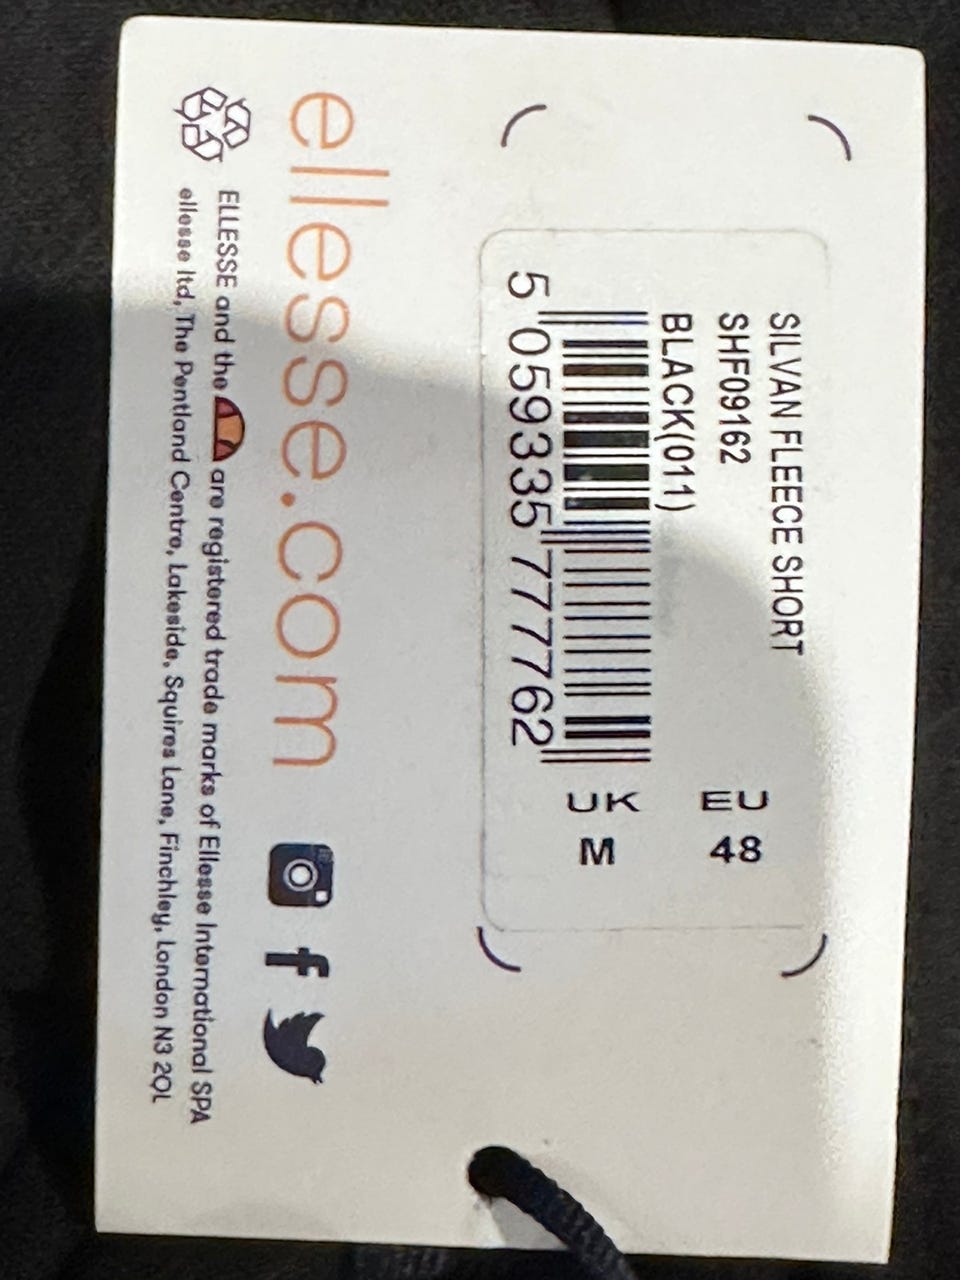 SILVAN FLEECE SHORT
SHF09162
BLACK(011)
5 059335 777762
EU
48
UK
M
ellesse.com
ELLESSE and the are registered trade marks of Ellesse International SPA
ellesse ltd, The Pentland Centre, Lakeside, Squires Lane, Finchley, London N3 2QL